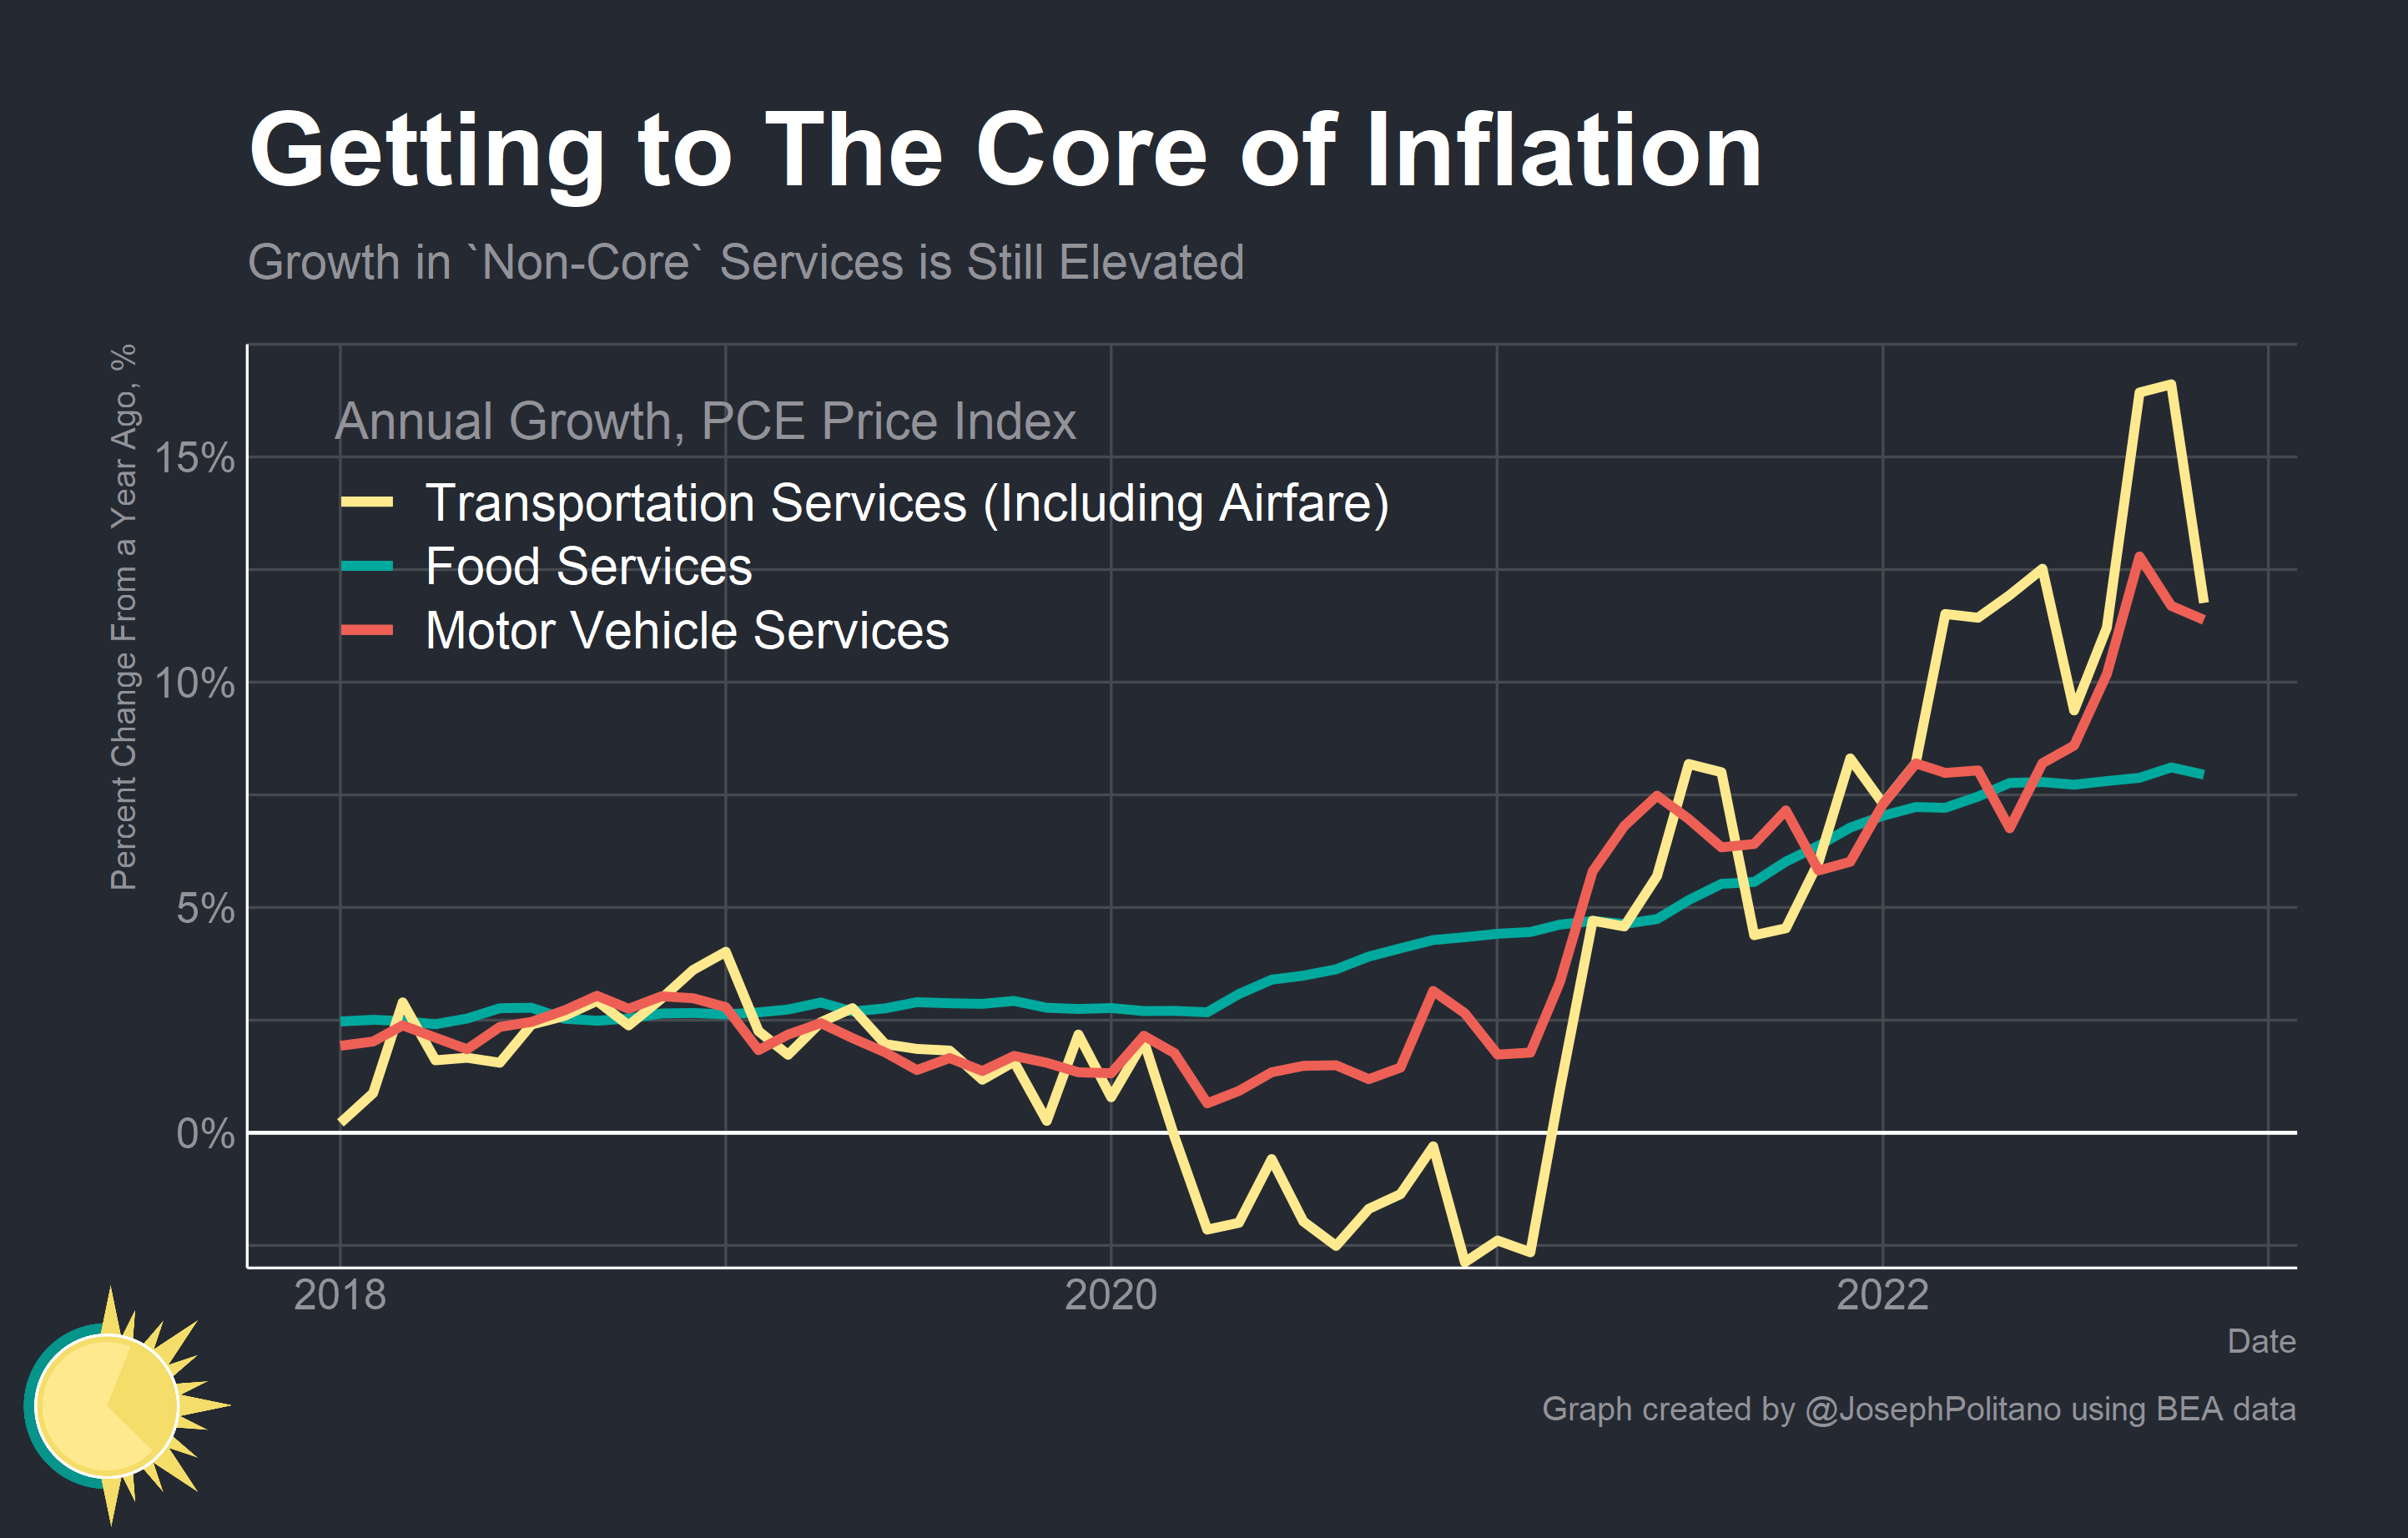 Getting to The Core of Inflation
Growth in `Non-Core` Services is Still Elevated
Percent Change From a Year Ago, %
Annual Growth, PCE Price Index
Transportation Services (Including Airfare)
Food Services
Motor Vehicle Services
15%
10%
5%
0%
2018
2020
2022
Date
Graph created by @JosephPolitano using BEA data